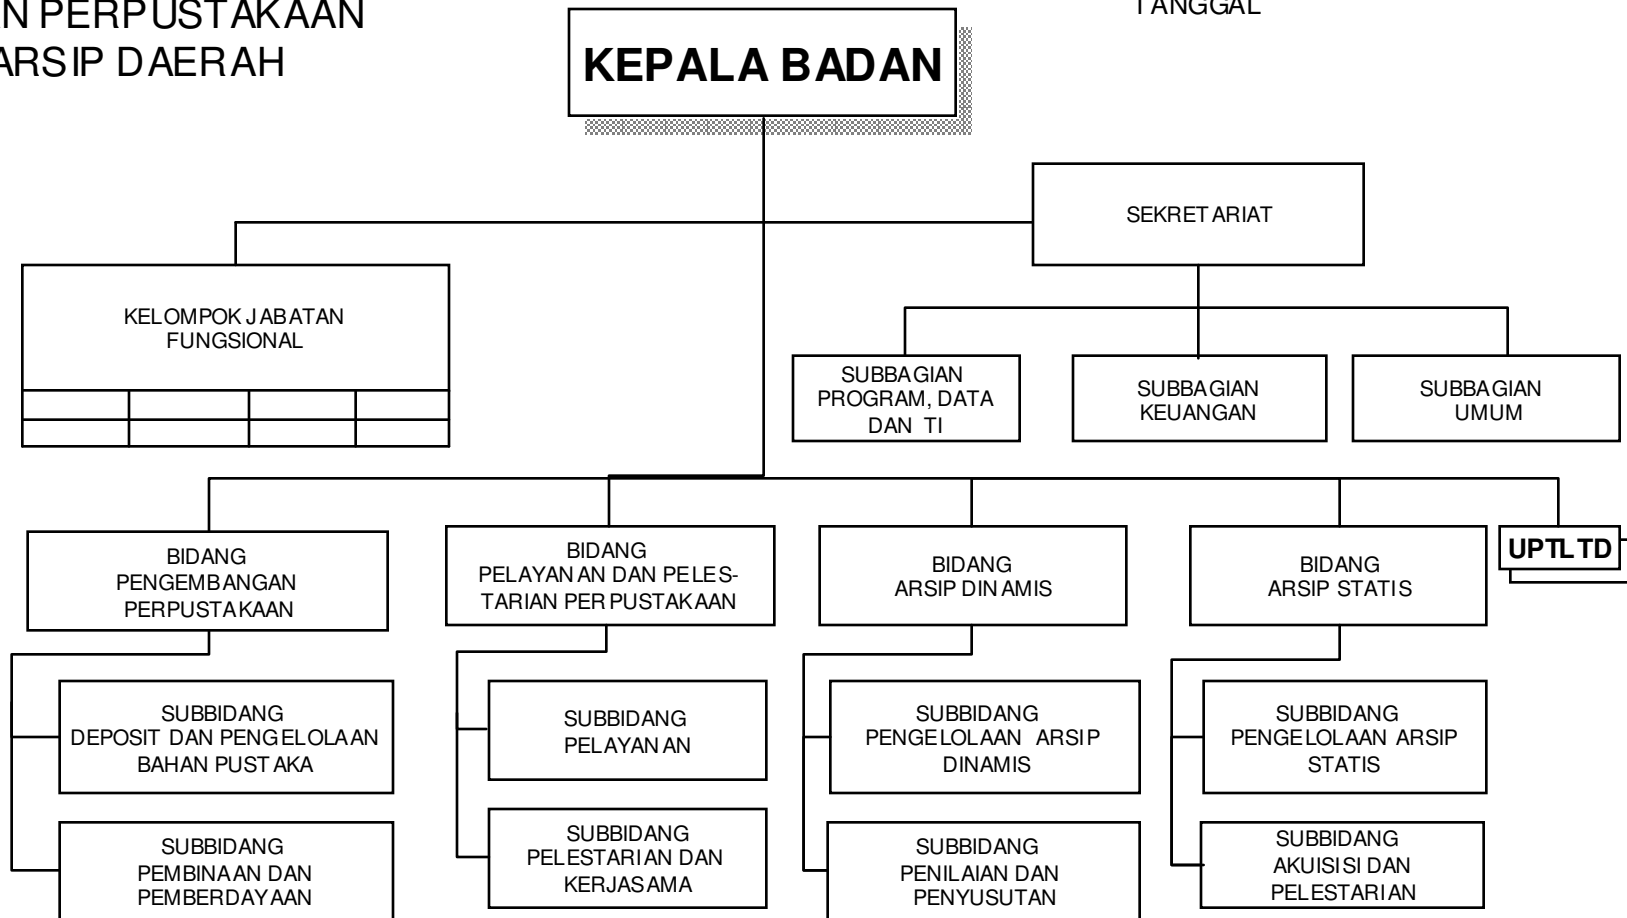 AN PERPUSTAKAAN
ARSIP DAERAH
TANGGAL
KEPALA BADAN
SEKRETARIAT
KELOMPOK JABATAN
FUNGSIONAL
SUBBAGIAN
PROGRAM, DATA
DAN TI
SUBBAGIAN
KEUANGAN
SUBBAGIAN
UMUM
BIDANG
PENGEMBANGAN
PERPUSTAKAAN
BIDANG
PELAYANAN DAN PELES-
TARIAN PERPUSTAKAAN
BIDANG
ARSIP DINAMIS
BIDANG
ARSIP STATIS
UPTLTD
SUBBIDANG
DEPOSIT DAN PENGELOLAAN
BAHAN PUSTAKA
SUBBIDANG
PELAYANAN
SUBBIDANG
PENGELOLAAN ARSIP
DINAMIS
SUBBIDANG
PENGELOLAAN ARSIP
STATIS
SUBBIDANG
PEMBINAAN DAN
PEMBERDAYAAN
SUBBIDANG
PELESTARIAN DAN
KERJASAMA
SUBBIDANG
PENILAIAN DAN
PENYUSUTAN
SUBBIDANG
AKUISISI DAN
PELESTARIAN